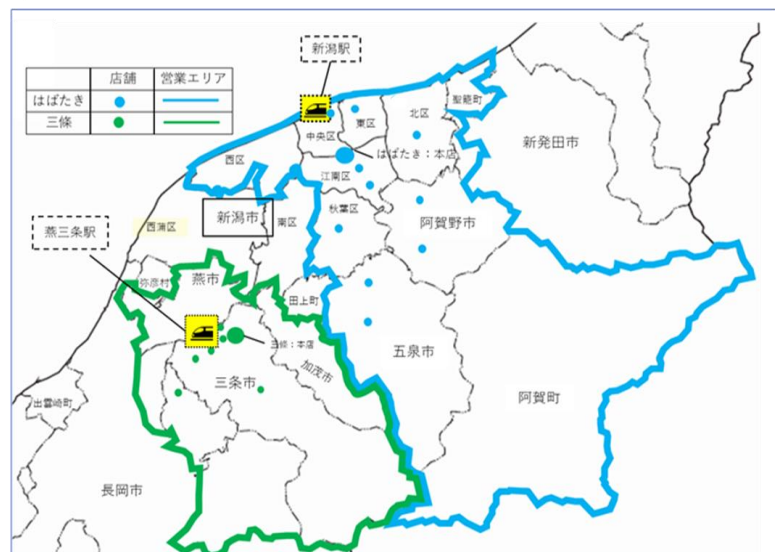 新潟駅
店舗 営業エリア
はばたき
三條
聖籠町
北区
東区
中央区
新発田市
はばたき：本店
西区
江南区
新潟市
南区
秋葉区
阿賀野市
燕三条駅
西蒲区
弥彦村
燕市
田上町
三條：本店
五泉市
加茂市
三条市
阿賀町
出雲崎町
長岡市